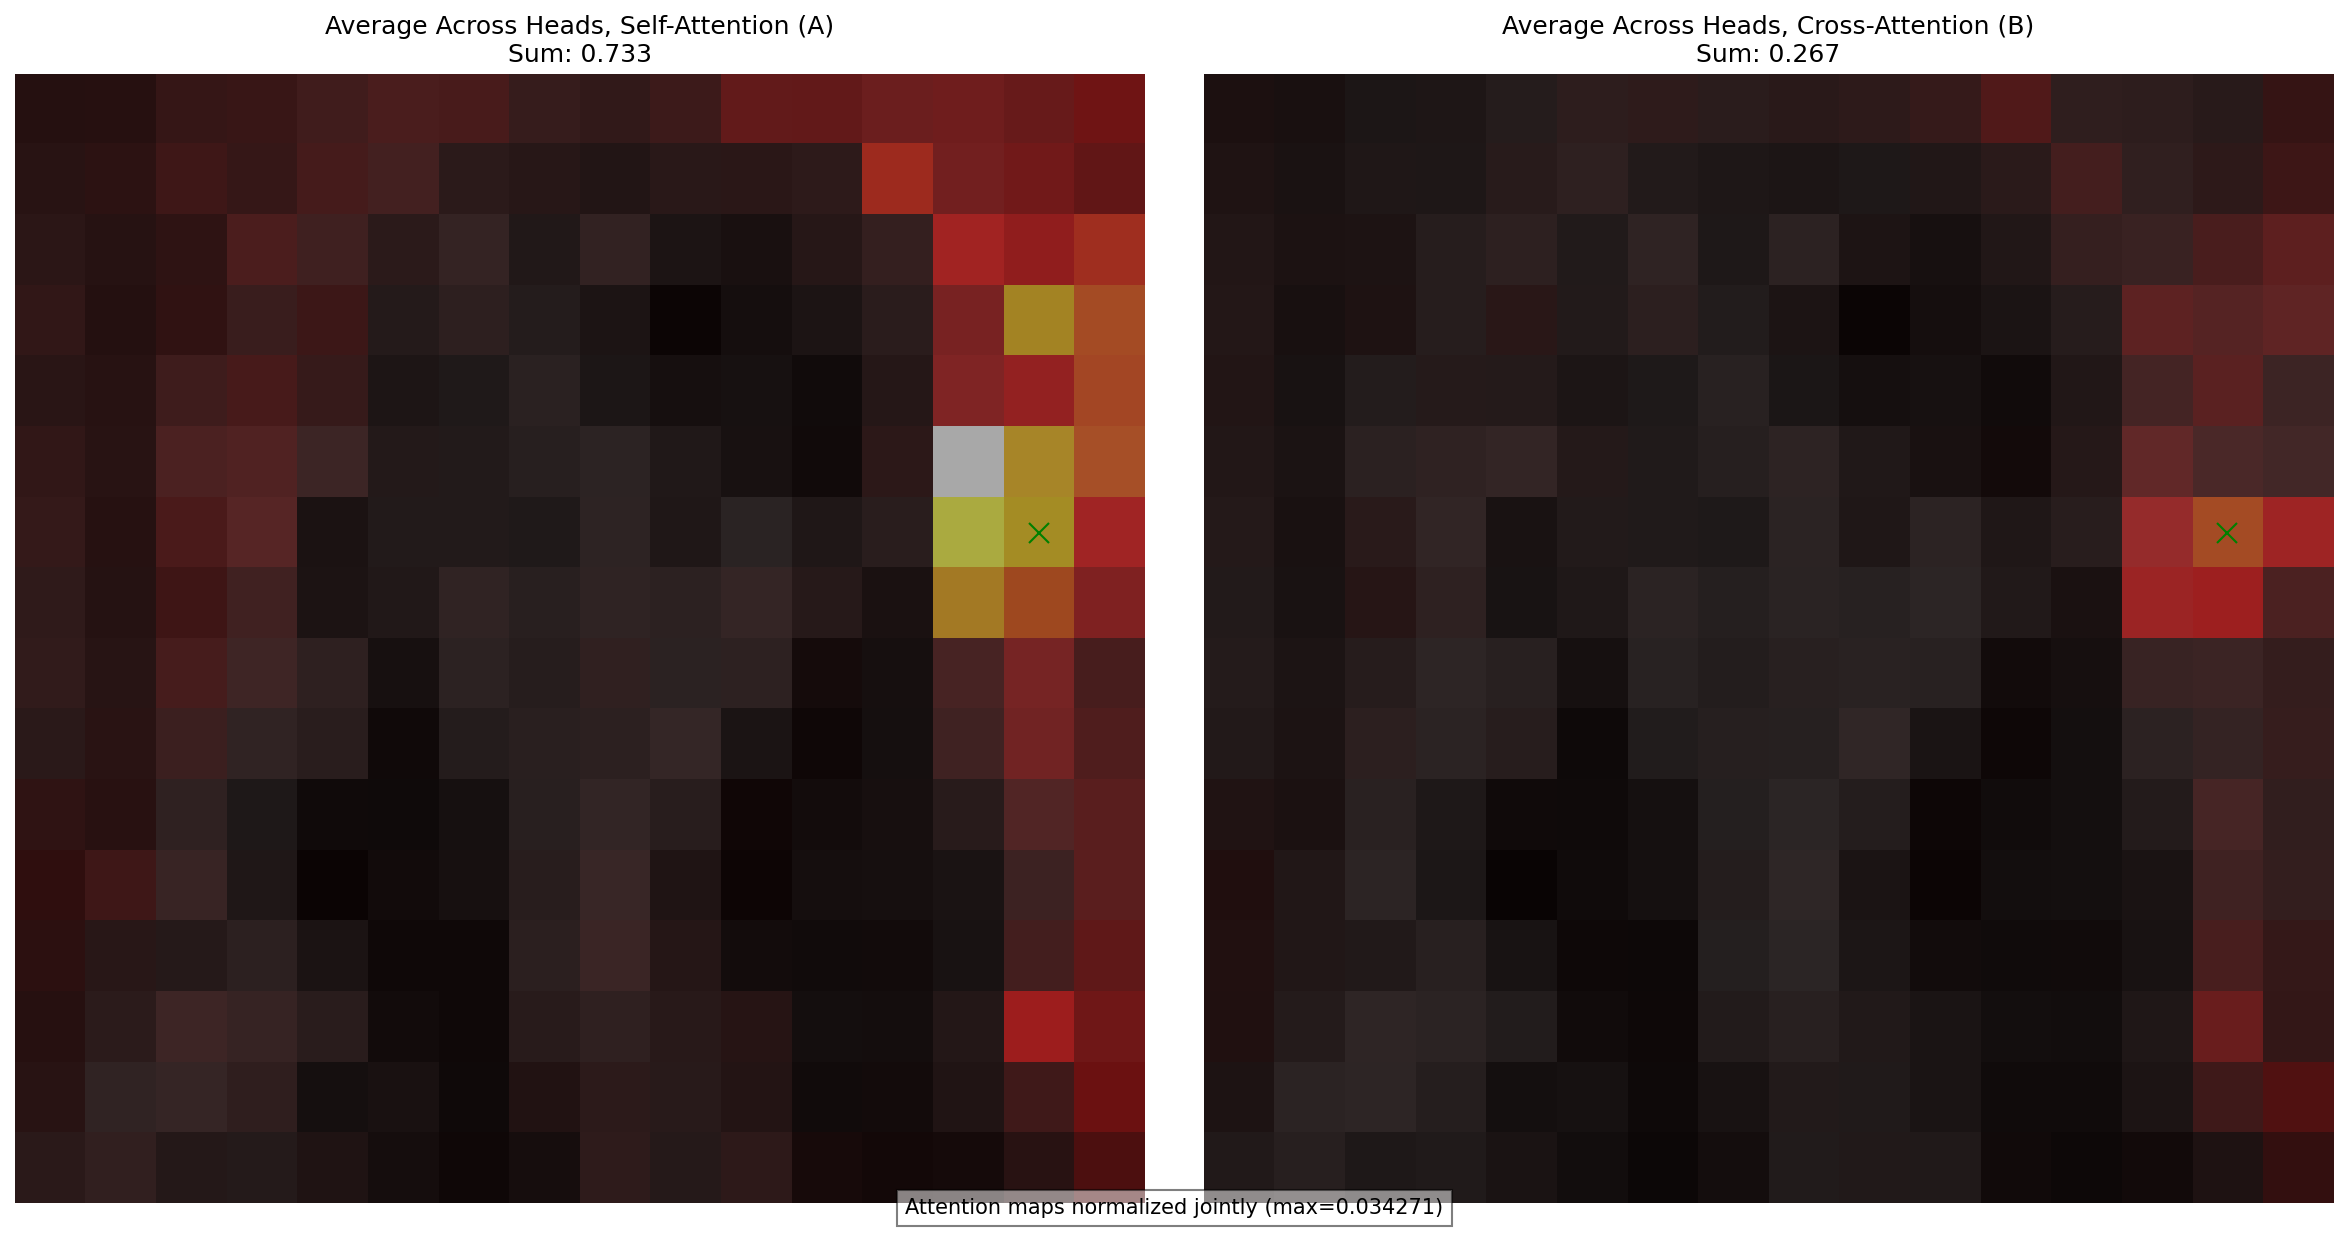 Average Across Heads, Self-Attention (A)
Sum: 0.733
Average Across Heads, Cross-Attention (B)
Sum: 0.267
Attention maps normalized jointly (max=0.034271)